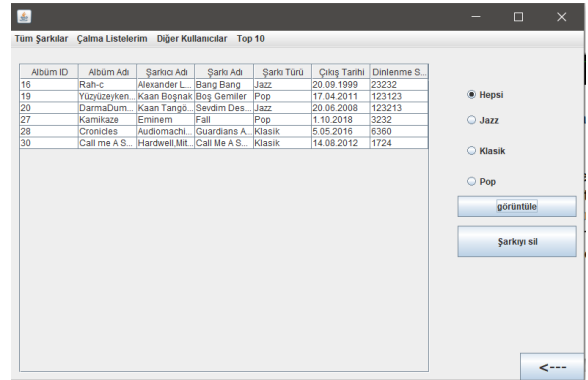 Tüm Şarkılar Çalma Listelerim Diğer Kullanıcılar Top 10
Albüm ID Albüm Adı Şarkıcı Adı Şarkı Adı Şarkı Türü Çıkış Tarihi Dinlenme S...
16 Rah-c Alexander L... Bang Bang Jazz 20.09.1999 23232
19 Yüzyüzeyken... Kaan Boşnak Boş Gemiler Pop 17.04.2011 123123
20 DarmaDum... Kaan Tangö... Sevdim Des... Jazz 20.06.2008 123213
27 Kamikaze Eminem Fall Pop 1.10.2018 3232
28 Cronicles Audiomachi... Guardians A... Klasik 5.05.2016 6360
30 Call me A S... Hardwell,Mit... Call Me A S... Klasik 14.08.2012 1724
Hepsi
Jazz
Klasik
Pop
görüntüle
Şarkıyı sil
<---